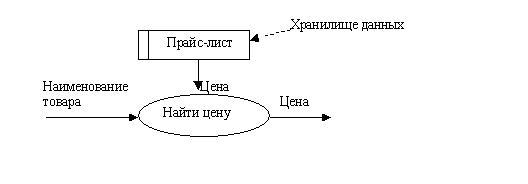 Хранилище данных
Прайс-лист
Наименование
товара
Цена
Цена
Найти цену